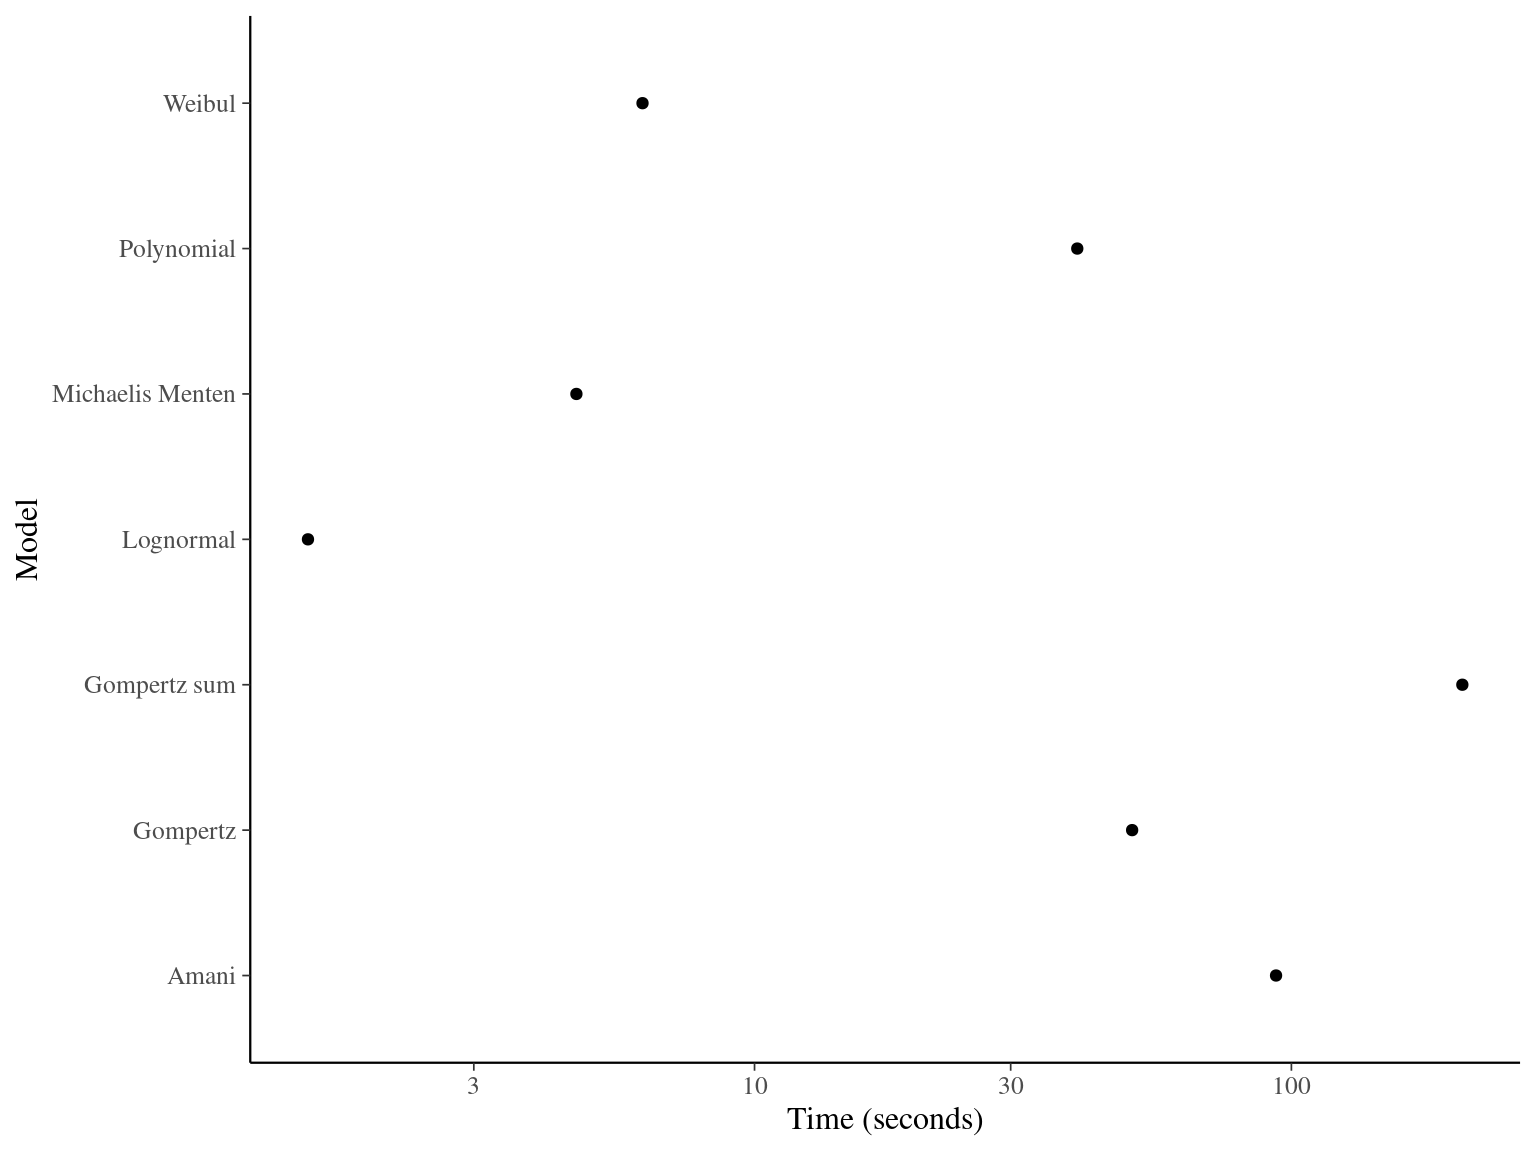 Weibul
Polynomial
Michaelis Menten
Lognormal
Gompertz sum
Gompertz
Amani
Model
3 10 30 100
Time (seconds)